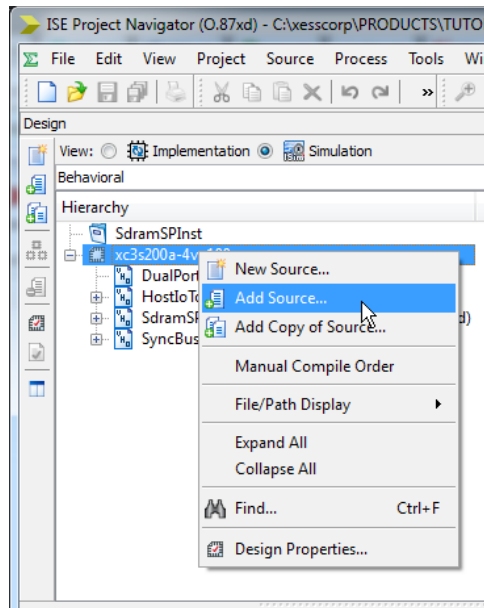 ISE Project Navigator (O.87xd) - C:\xesscorp\PRODUCTS\TUTO
File Edit View Project Source Process Tools Wi
Design
View: Implementation Simulation
Behavioral
Hierarchy
SdramSPInst
xc3s200a-4
DualPort
HostIoTo
SdramSP d)
SyncBus
New Source...
Add Source...
Add Copy of Source...
Manual Compile Order
File/Path Display
Expand All
Collapse All
Find... Ctrl+F
Design Properties...